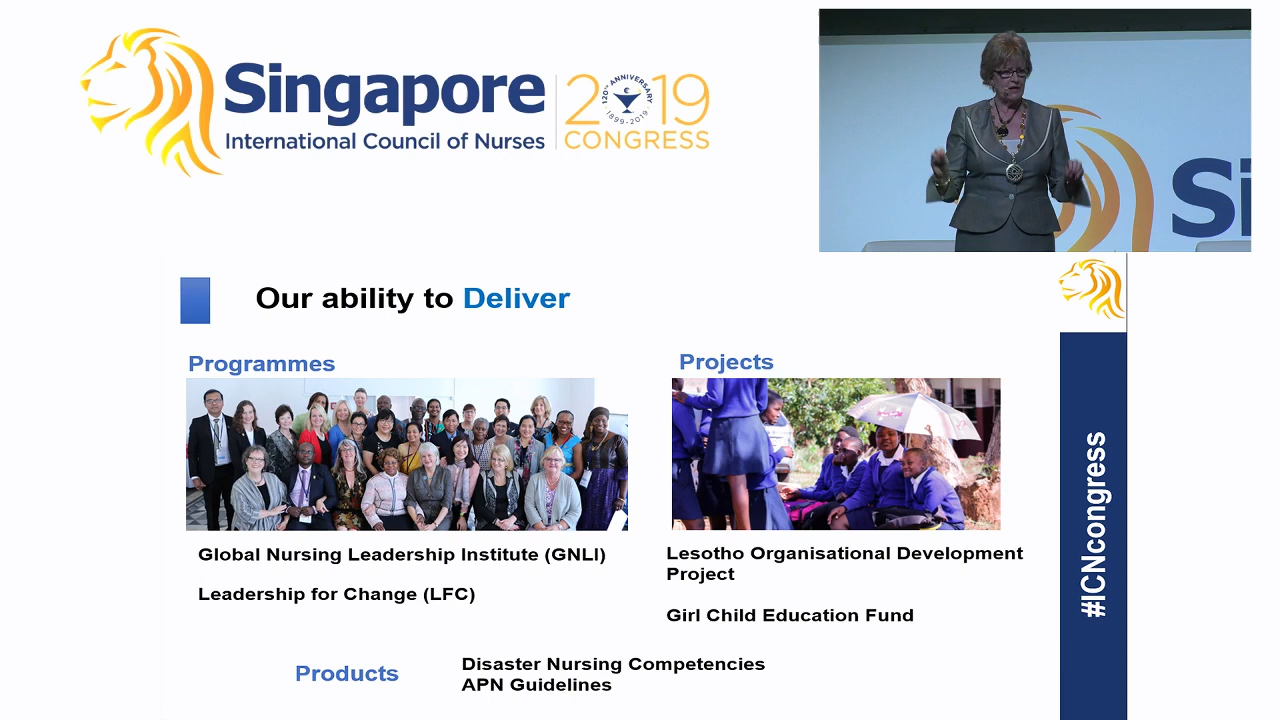 Singapore
International Council of Nurses
2019
120TH ANNIVERSARY
1899-2019
CONGRESS
Si
Our ability to Deliver
Programmes
Projects
Global Nursing Leadership Institute (GNLI)
Leadership for Change (LFC)
Lesotho Organisational Development
Project
Girl Child Education Fund
Products
Disaster Nursing Competencies
APN Guidelines
#ICNcongress